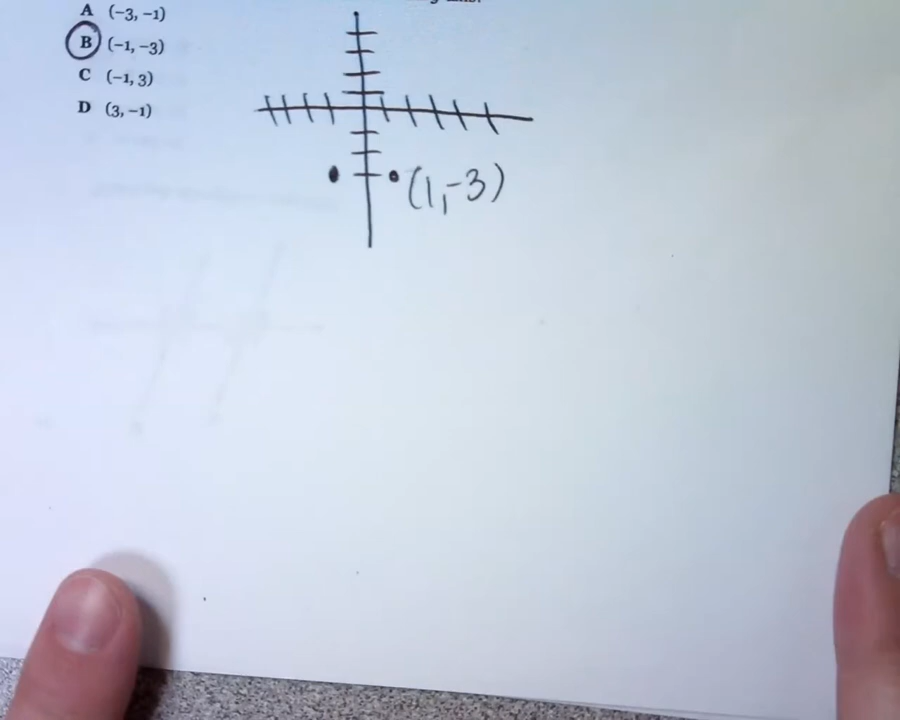 A (−3, −1)
B (−1, −3)
C (−1, 3)
D (3, −1)
(1,-3)